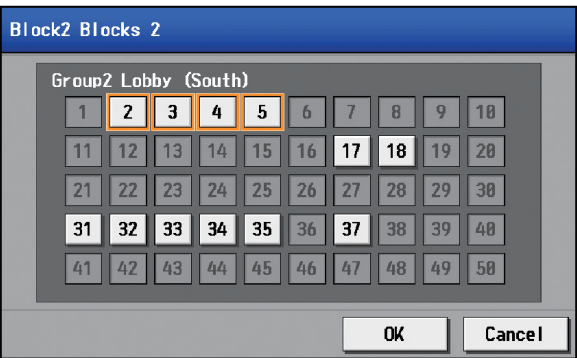 Block2 Blocks 2
Group2 Lobby (South)
1 2 3 4 5 6 7 8 9 10
11 12 13 14 15 16 17 18 19 20
21 22 23 24 25 26 27 28 29 30
31 32 33 34 35 36 37 38 39 40
41 42 43 44 45 46 47 48 49 50
OK Cancel